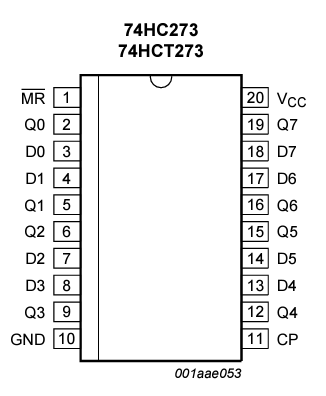 74HC273
74HCT273
MR 1 20 VCC
Q0 2 19 Q7
D0 3 18 D7
D1 4 17 D6
Q1 5 16 Q6
Q2 6 15 Q5
D2 7 14 D5
D3 8 13 D4
Q3 9 12 Q4
GND 10 11 CP
001aae053